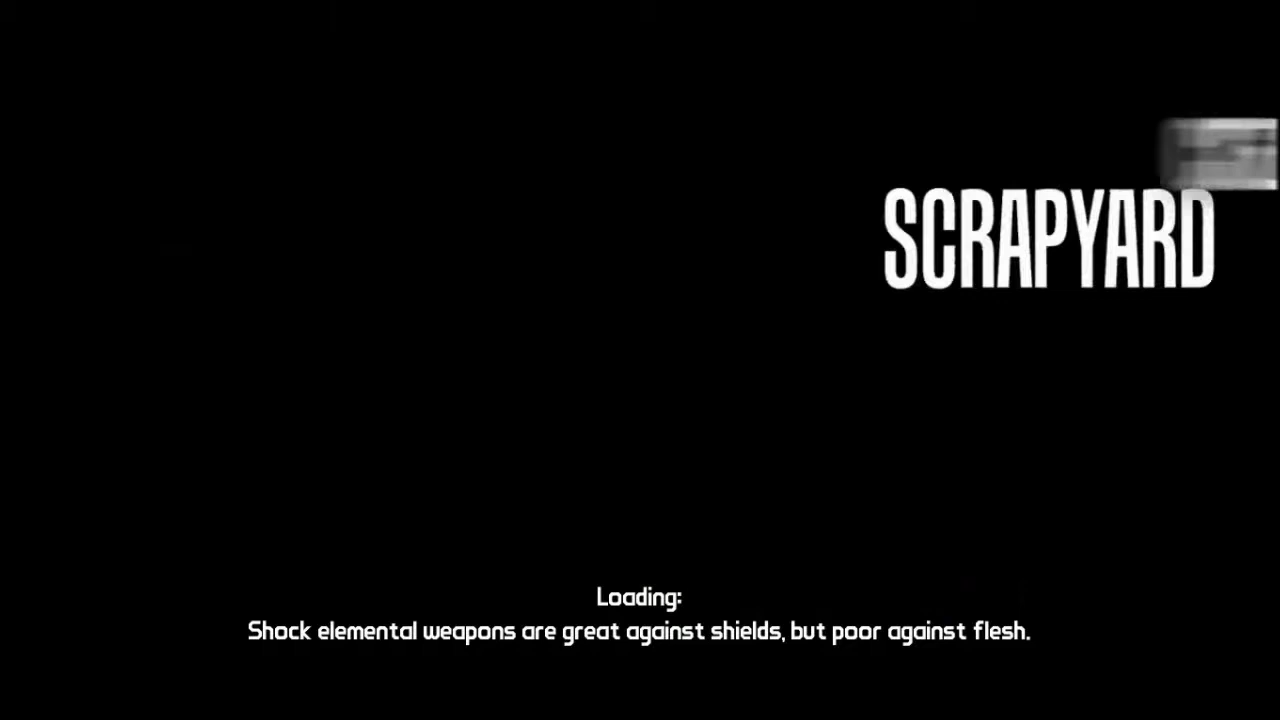 SCRAPYARD
Loading:
Shock elemental weapons are great against shields, but poor against flesh.